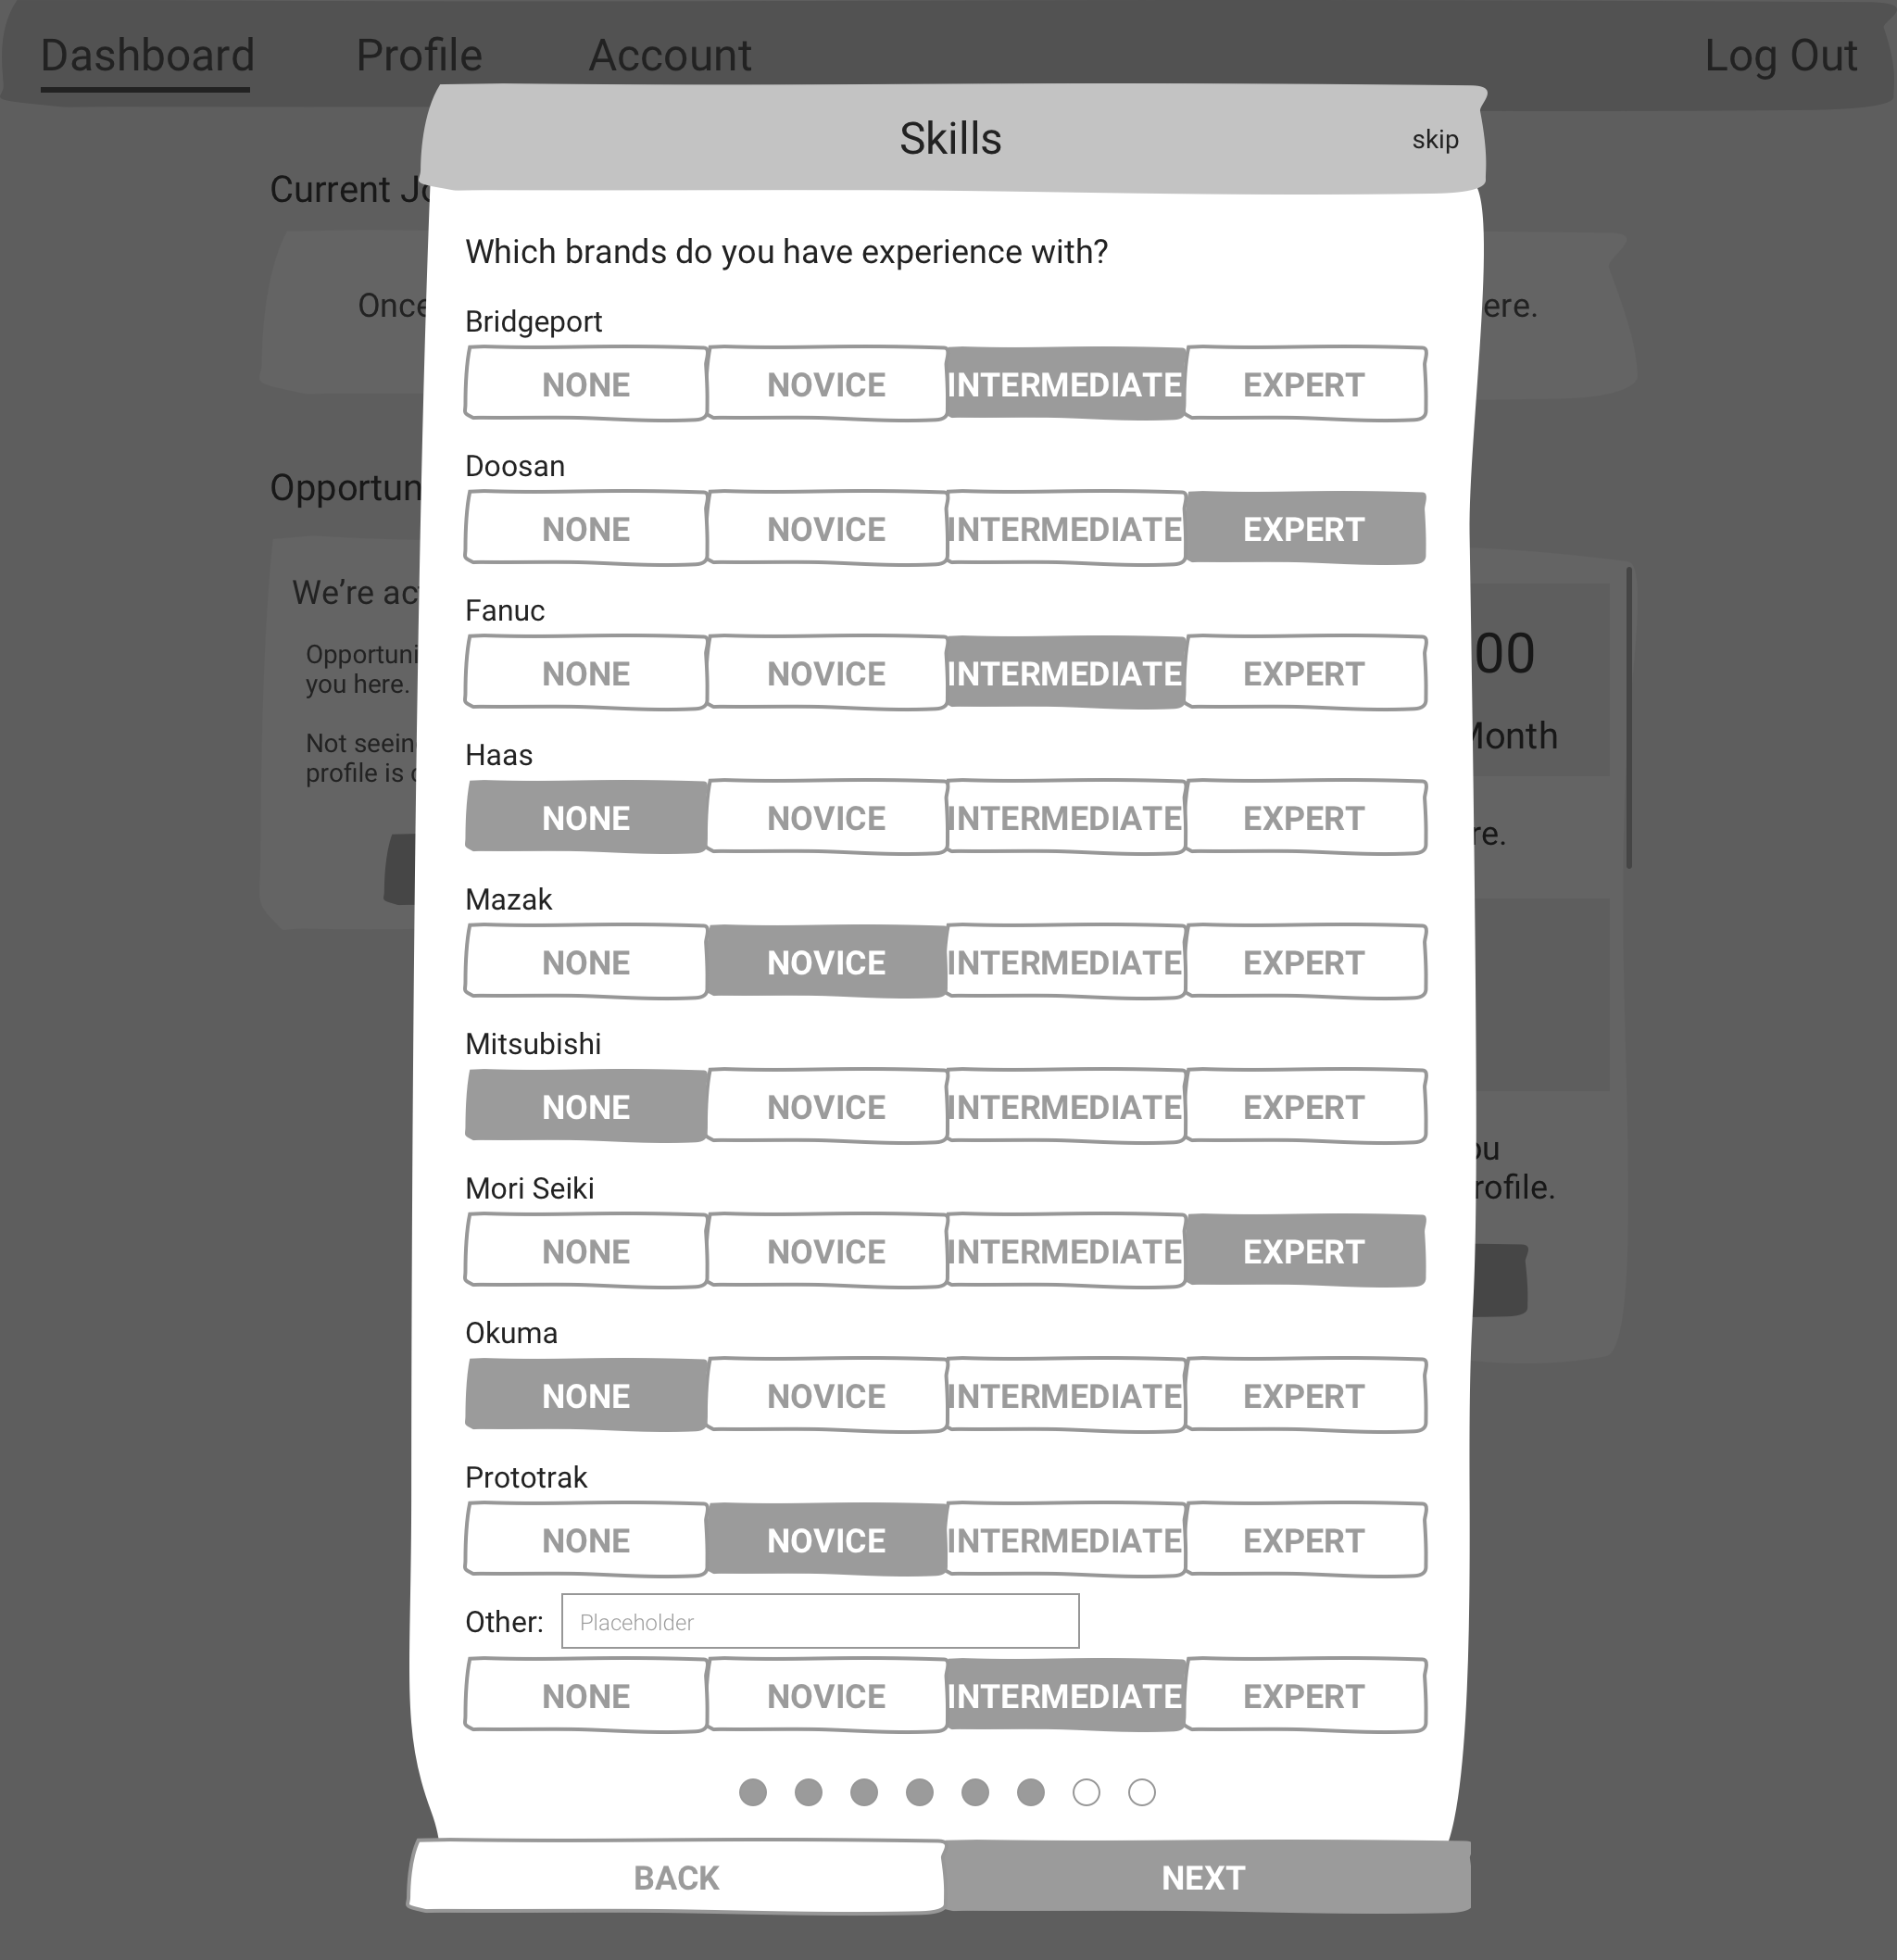 Dashboard Profile Account Log Out
Skills skip
Current
Once ere.
Which brands do you have experience with?
Bridgeport
NONE NOVICE INTERMEDIATE EXPERT
Doosan
NONE NOVICE INTERMEDIATE EXPERT
We’re
Fanuc
Opportuni
you here.
NONE NOVICE INTERMEDIATE EXPERT
00
Month
Not seein
profile is
Haas
NONE NOVICE INTERMEDIATE EXPERT
re.
Mazak
NONE NOVICE INTERMEDIATE EXPERT
Mitsubishi
NONE NOVICE INTERMEDIATE EXPERT
ou
rofile.
Mori Seiki
NONE NOVICE INTERMEDIATE EXPERT
Okuma
NONE NOVICE INTERMEDIATE EXPERT
Prototrak
NONE NOVICE INTERMEDIATE EXPERT
Other: Placeholder
NONE NOVICE INTERMEDIATE EXPERT
BACK NEXT